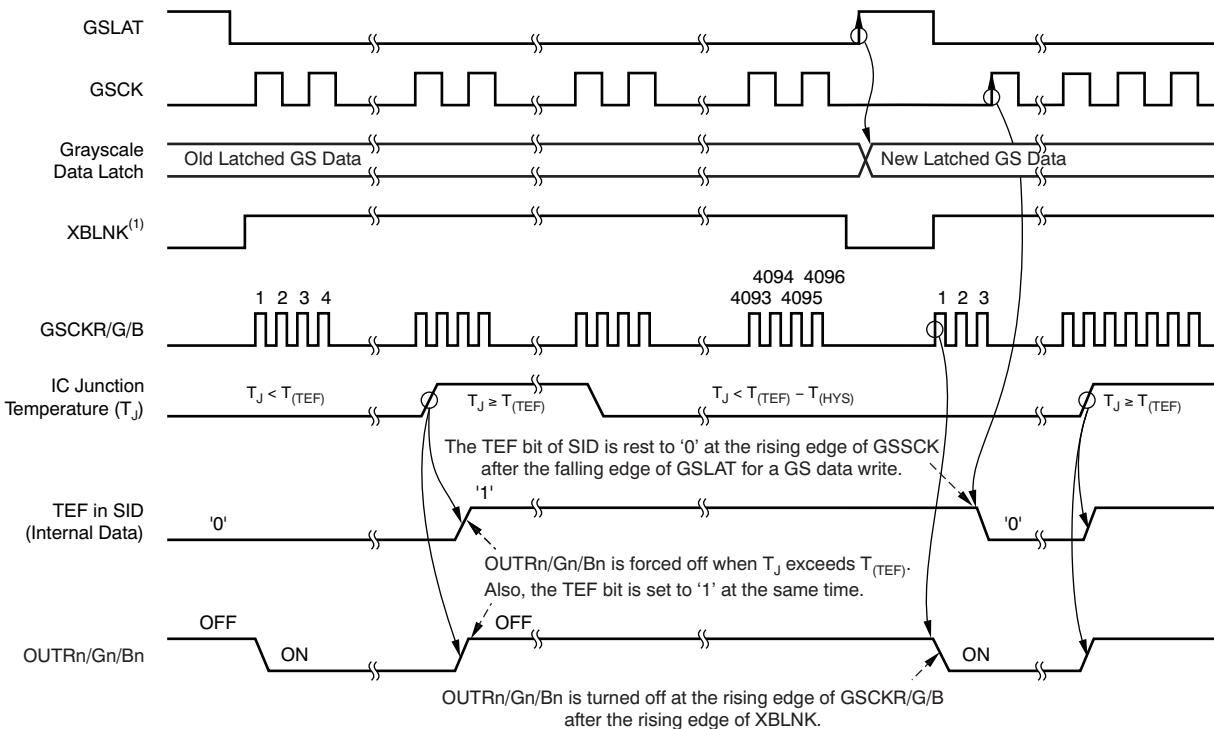 GSLAT
GSCK
Grayscale
Data Latch
Old Latched GS Data
New Latched GS Data
XBLNK(1)
4094 4096
1 2 3 4
4093 4095
1 2 3
GSCKR/G/B
IC Junction
Temperature (TJ)
TJ < T(TEF)
TJ ≥ T(TEF)
TJ < T(TEF) − T(HYS)
TJ ≥ T(TEF)
The TEF bit of SID is rest to ‘0’ at the rising edge of GSSCK
after the falling edge of GSLAT for a GS data write.
TEF in SID
(Internal Data)
'0'
'1'
'0'
OUTRn/Gn/Bn is forced off when TJ exceeds T(TEF).
Also, the TEF bit is set to ‘1’ at the same time.
OUTRn/Gn/Bn
OFF
ON
OFF
ON
OUTRn/Gn/Bn is turned off at the rising edge of GSCKR/G/B
after the rising edge of XBLNK.